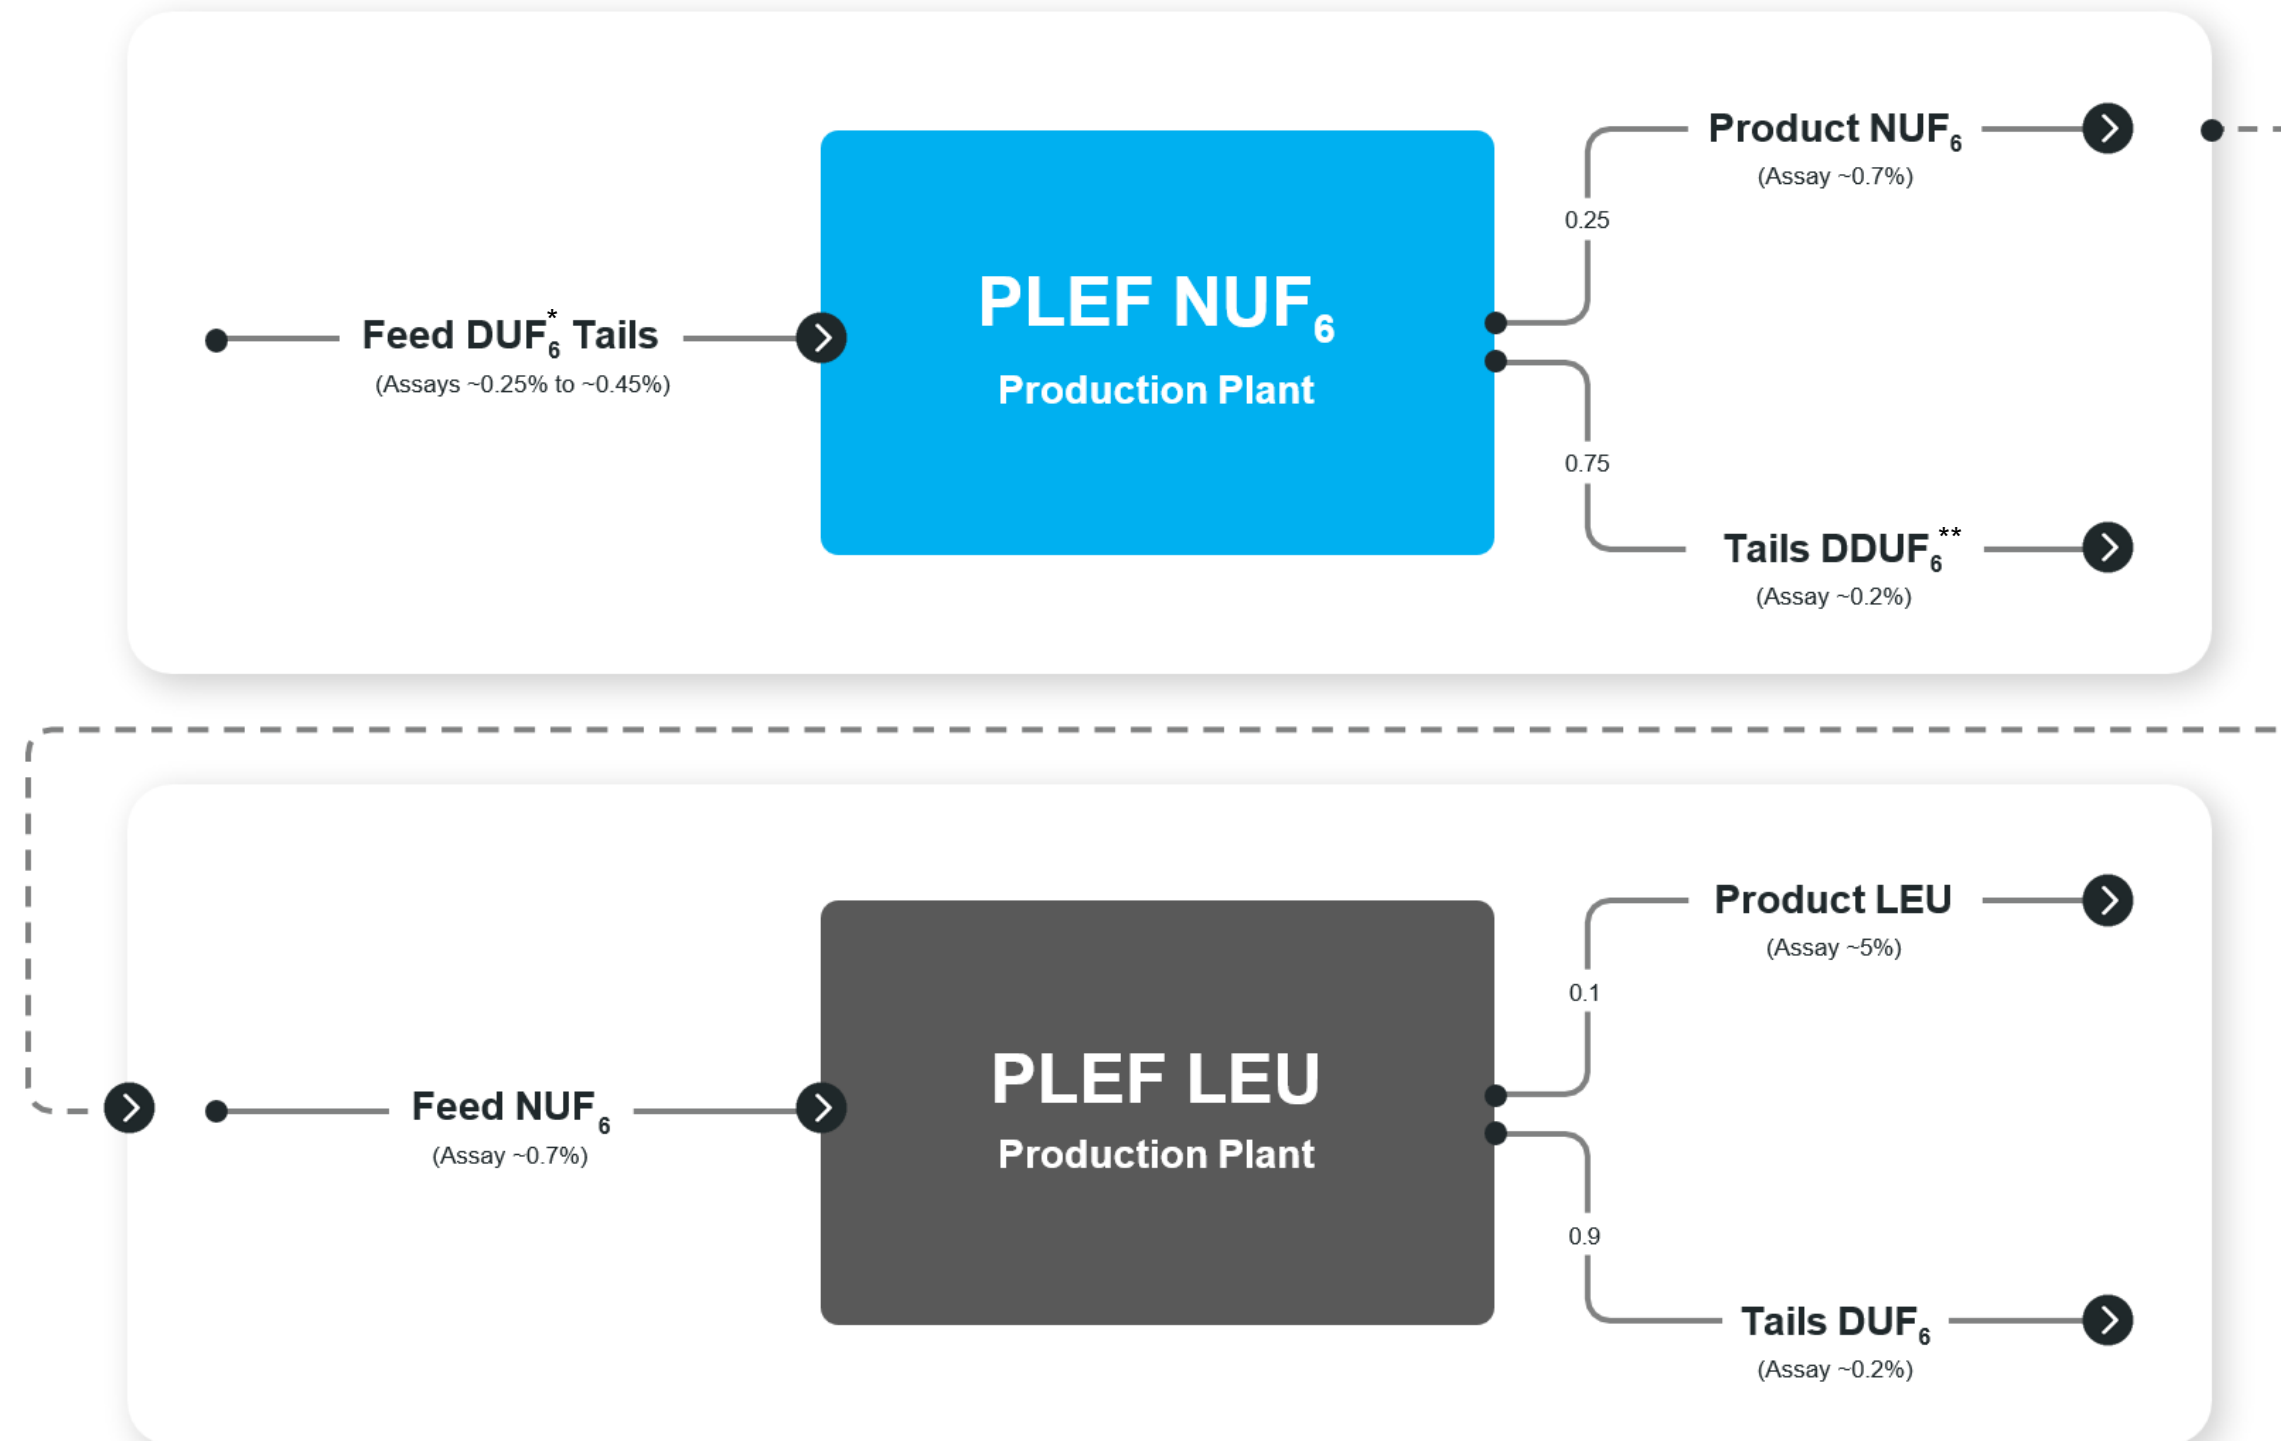 Product NUF₆
(Assay ~0.7%)
0.25
PLEF NUF₆
Production Plant
Feed DUF₆* Tails
(Assays ~0.25% to ~0.45%)
0.75
Tails DDUF₆**
(Assay ~0.2%)
Product LEU
(Assay ~5%)
0.1
PLEF LEU
Production Plant
Feed NUF₆
(Assay ~0.7%)
0.9
Tails DUF₆
(Assay ~0.2%)